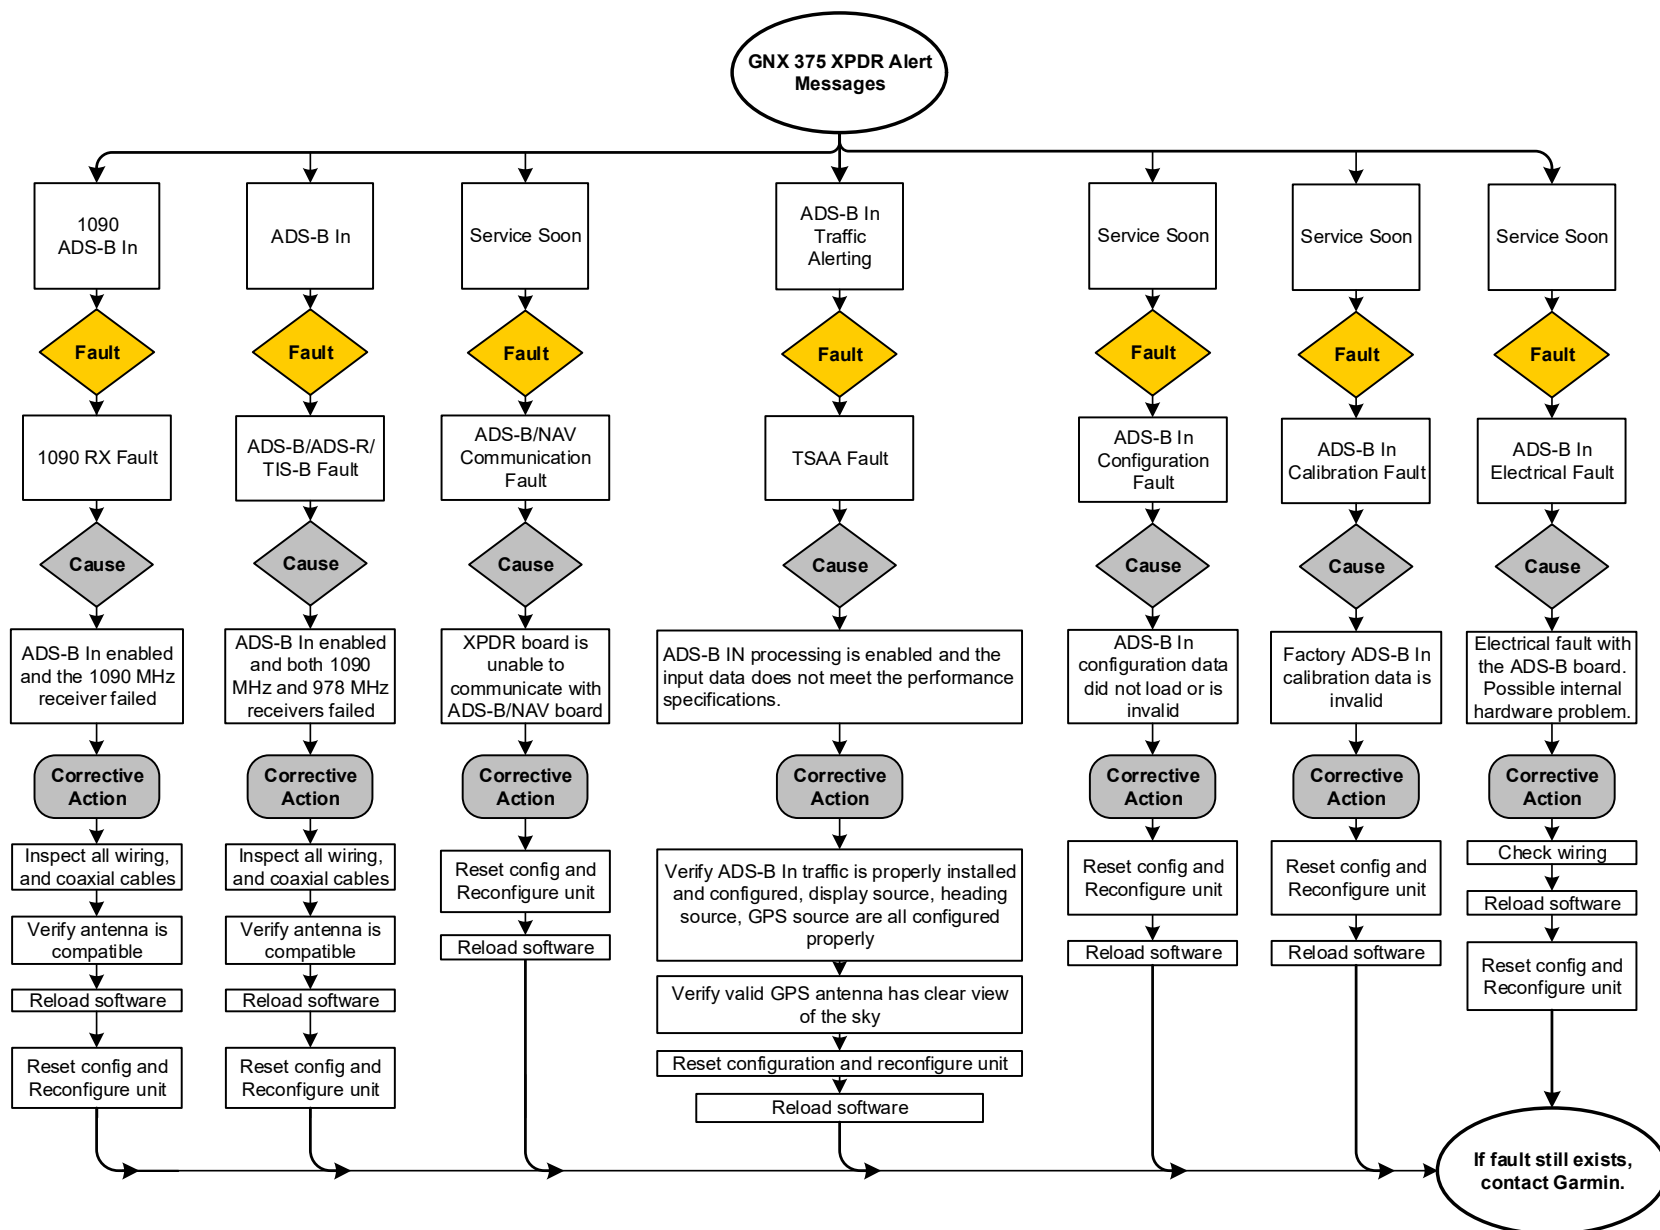 GNX 375 XPDR Alert
Messages
1090
ADS-B In
ADS-B In
Service Soon
ADS-B In
Traffic
Alerting
Service Soon
Service Soon
Service Soon
Fault
Fault
Fault
Fault
Fault
Fault
Fault
1090 RX Fault
ADS-B/ADS-R/
TIS-B Fault
ADS-B/NAV
Communication
Fault
TSAA Fault
ADS-B In
Configuration
Fault
ADS-B In
Calibration Fault
ADS-B In
Electrical Fault
Cause
Cause
Cause
Cause
Cause
Cause
Cause
ADS-B In enabled
and the 1090 MHz
receiver failed
ADS-B In enabled
and both 1090
MHz and 978 MHz
receivers failed
XPDR board is
unable to
communicate with
ADS-B/NAV board
ADS-B IN processing is enabled and the
input data does not meet the performance
specifications.
ADS-B In
configuration data
did not load or is
invalid
Factory ADS-B In
calibration data is
invalid
Electrical fault with
the ADS-B board.
Possible internal
hardware problem.
Corrective
Action
Corrective
Action
Corrective
Action
Corrective
Action
Corrective
Action
Corrective
Action
Corrective
Action
Inspect all wiring,
and coaxial cables
Verify antenna is
compatible
Reload software
Reset config and
Reconfigure unit
Inspect all wiring,
and coaxial cables
Verify antenna is
compatible
Reload software
Reset config and
Reconfigure unit
Reset config and
Reconfigure unit
Reload software
Verify ADS-B In traffic is properly installed
and configured, display source, heading
source, GPS source are all configured
properly
Verify valid GPS antenna has clear view
of the sky
Reset configuration and reconfigure unit
Reload software
Reset config and
Reconfigure unit
Reload software
Reset config and
Reconfigure unit
Reload software
Check wiring
Reload software
Reset config and
Reconfigure unit
If fault still exists,
contact Garmin.